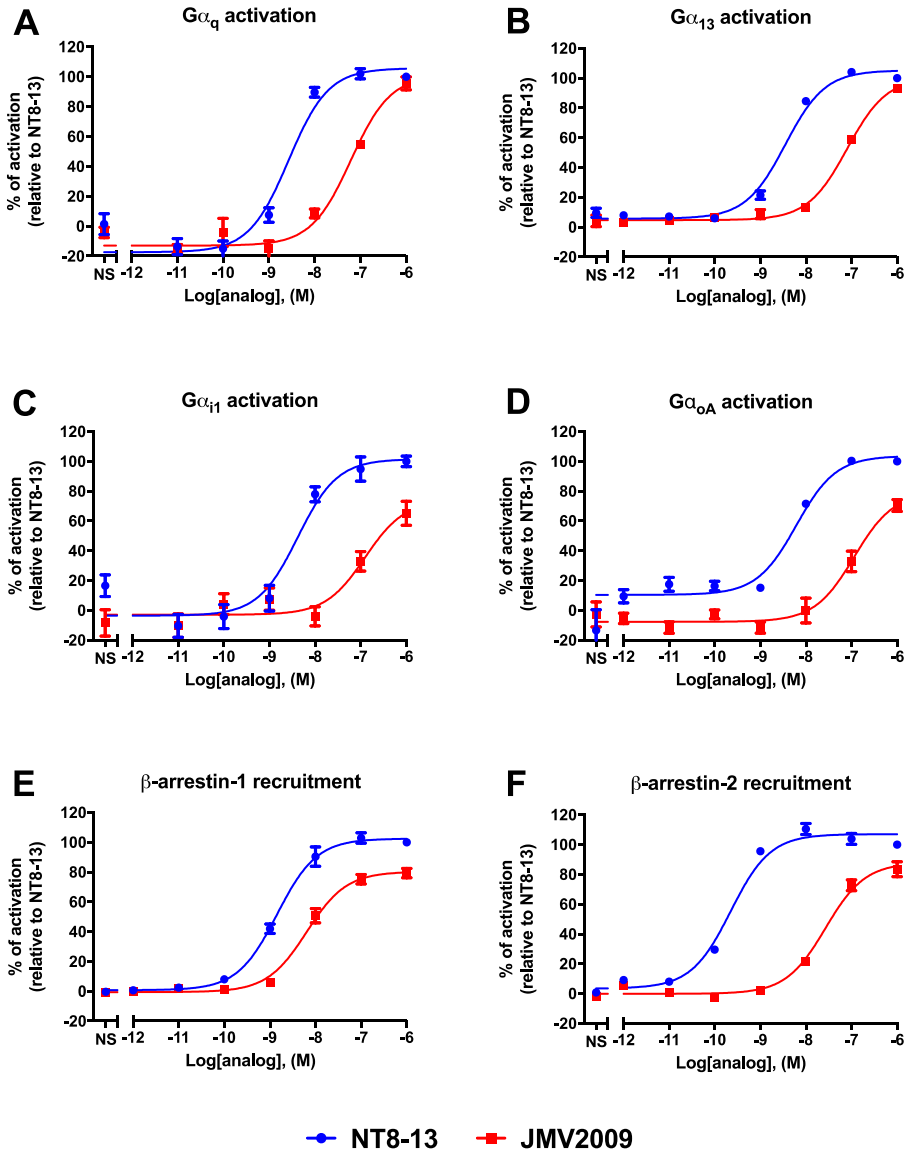 A
Gαq activation
% of activation
(relative to NT8-13)
120
100
80
60
40
20
0
-20
NS -12 -11 -10 -9 -8 -7 -6
Log[analog], (M)
B
Gα13 activation
% of activation
(relative to NT8-13)
120
100
80
60
40
20
0
-20
NS -12 -11 -10 -9 -8 -7 -6
Log[analog], (M)
C
Gαi1 activation
% of activation
(relative to NT8-13)
120
100
80
60
40
20
0
-20
NS -12 -11 -10 -9 -8 -7 -6
Log[analog], (M)
D
GαoA activation
% of activation
(relative to NT8-13)
120
100
80
60
40
20
0
-20
NS -12 -11 -10 -9 -8 -7 -6
Log[analog], (M)
E
β-arrestin-1 recruitment
% of activation
(relative to NT8-13)
120
100
80
60
40
20
0
-20
NS -12 -11 -10 -9 -8 -7 -6
Log[analog], (M)
F
β-arrestin-2 recruitment
% of activation
(relative to NT8-13)
120
100
80
60
40
20
0
-20
NS -12 -11 -10 -9 -8 -7 -6
Log[analog], (M)
NT8-13 JMV2009